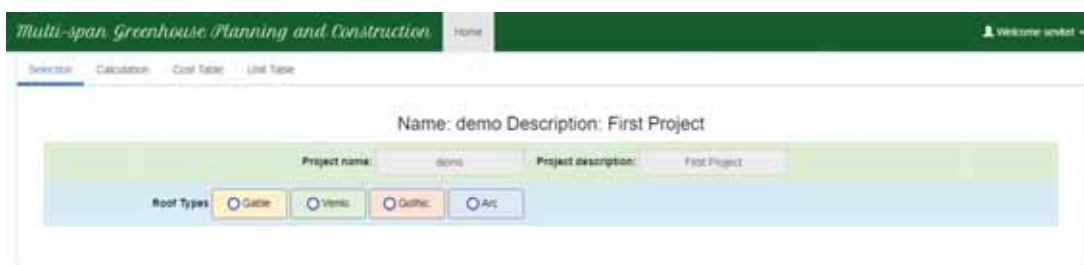 Multi-span Greenhouse Planning and Construction Home Welcome sevket
Selection Calculation Cost Table Unit Table
Name: demo Description: First Project
Project name: demo Project description: First Project
Roof Types Gable Venlo Gothic Arc